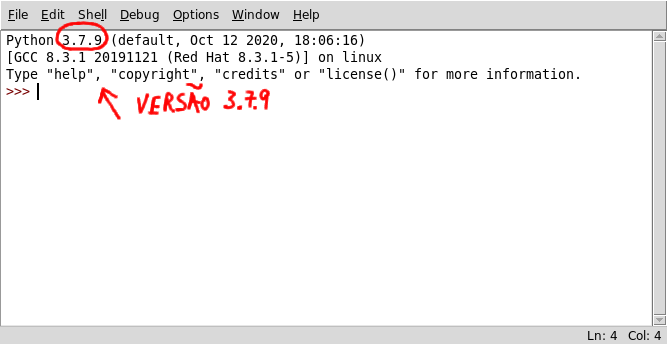 File Edit Shell Debug Options Window Help
Python 3.7.9 (default, Oct 12 2020, 18:06:16)
[GCC 8.3.1 20191121 (Red Hat 8.3.1-5)] on linux
Type "help", "copyright", "credits" or "license()" for more information.
>>>
VERSÃO 3.7.9
Ln: 4 Col: 4